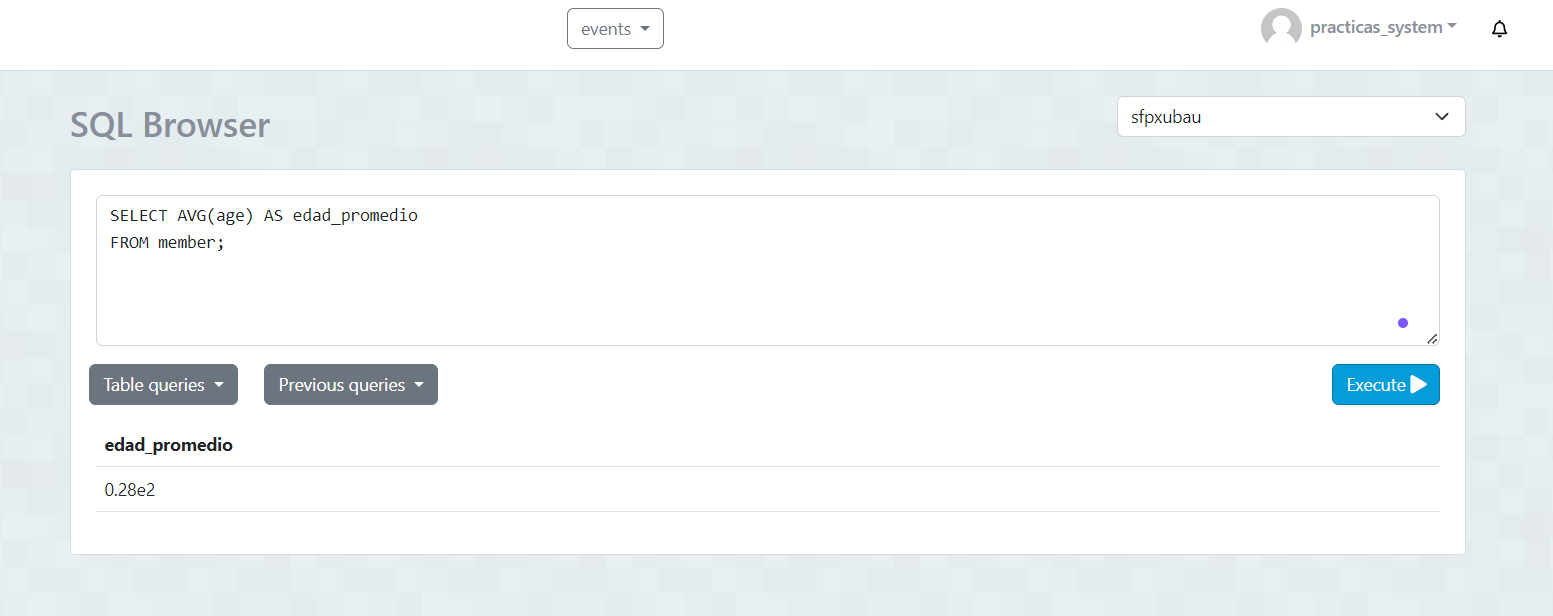 events
practicas_system
SQL Browser
sfpxubau
SELECT AVG(age) AS edad_promedio
FROM member;
Table queries
Previous queries
Execute
edad_promedio
0.28e2